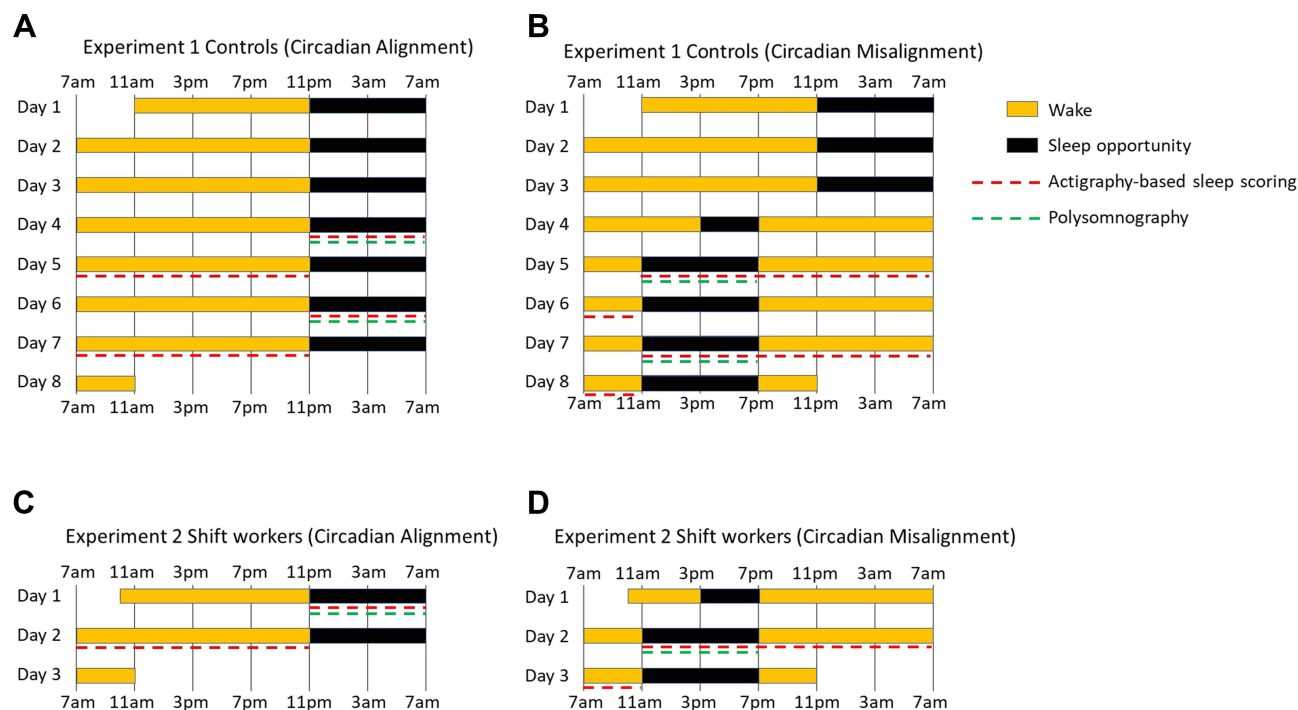 A
Experiment 1 Controls (Circadian Alignment)
7am 11am 3pm 7pm 11pm 3am 7am
Day 1
Day 2
Day 3
Day 4
Day 5
Day 6
Day 7
Day 8
7am 11am 3pm 7pm 11pm 3am 7am
B
Experiment 1 Controls (Circadian Misalignment)
7am 11am 3pm 7pm 11pm 3am 7am
Day 1
Day 2
Day 3
Day 4
Day 5
Day 6
Day 7
Day 8
7am 11am 3pm 7pm 11pm 3am 7am
Wake
Sleep opportunity
Actigraphy-based sleep scoring
Polysomnography
C
Experiment 2 Shift workers (Circadian Alignment)
7am 11am 3pm 7pm 11pm 3am 7am
Day 1
Day 2
Day 3
7am 11am 3pm 7pm 11pm 3am 7am
D
Experiment 2 Shift workers (Circadian Misalignment)
7am 11am 3pm 7pm 11pm 3am 7am
Day 1
Day 2
Day 3
7am 11am 3pm 7pm 11pm 3am 7am